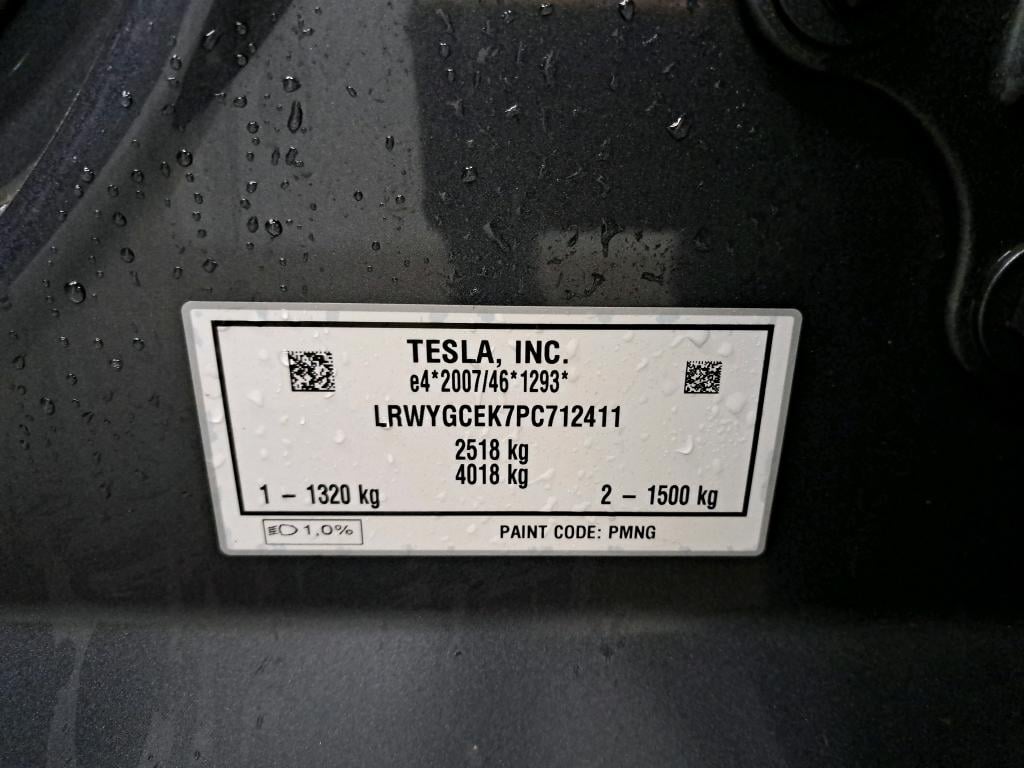 TESLA, INC.
e4*2007/46*1293*
LRWYGCEK7PC712411
2518 kg
4018 kg
1 – 1320 kg 2 – 1500 kg
1,0% PAINT CODE: PMNG